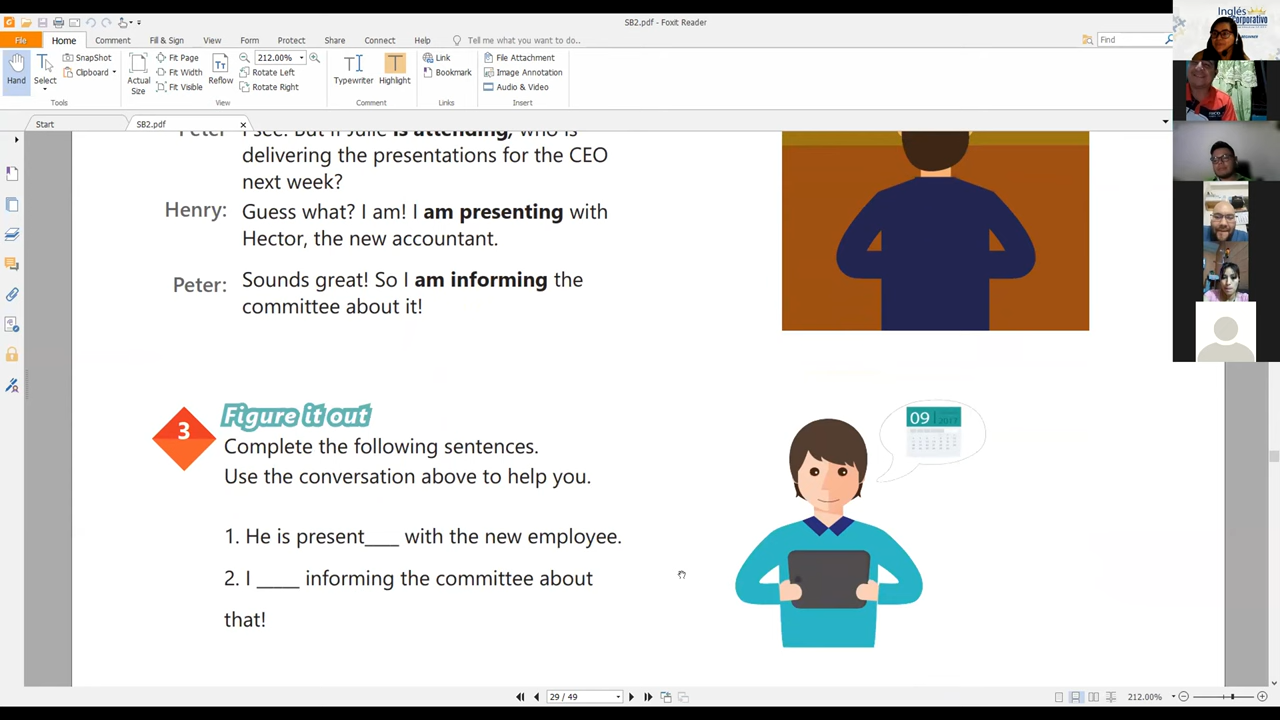 SB2.pdf - Foxit Reader
File Home Comment Fill & Sign View Form Protect Share Connect Help Tell me what you want to do.. Find
Hand Select SnapShot Clipboard Actual Size Fit Page Fit Width Fit Visible Reflow 212.00% Rotate Left Rotate Right Typewriter Highlight Link Bookmark File Attachment Image Annotation Audio & Video
Tools View Comment Links Insert
Start SB2.pdf
Peter I see! But if Julie is attending, who is
delivering the presentations for the CEO
next week?
Henry: Guess what? I am! I am presenting with
Hector, the new accountant.
Peter: Sounds great! So I am informing the
committee about it!
3 Figure it out
Complete the following sentences.
Use the conversation above to help you.
1. He is present____ with the new employee.
2. I _____ informing the committee about
that!
09 2017
29 / 49 212.00%
Inglés
Corporativo